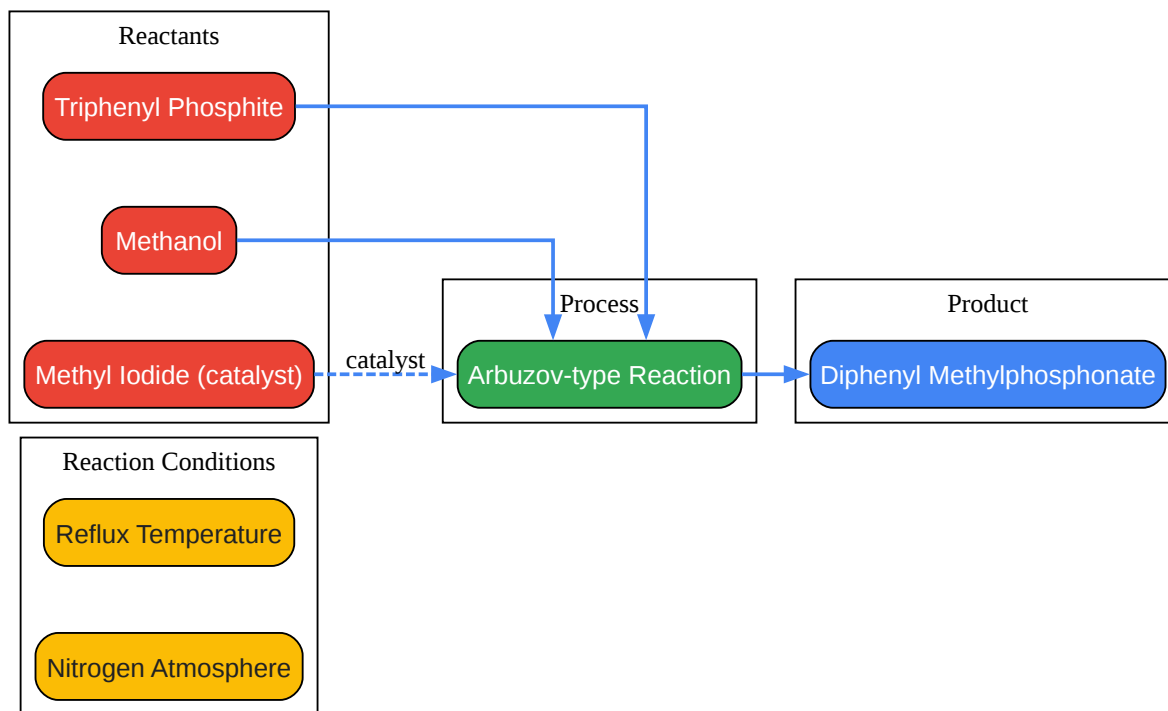 Reactants
Triphenyl Phosphite
Methanol
Methyl Iodide (catalyst)
catalyst
Process
Arbuzov-type Reaction
Product
Diphenyl Methylphosphonate
Reaction Conditions
Reflux Temperature
Nitrogen Atmosphere